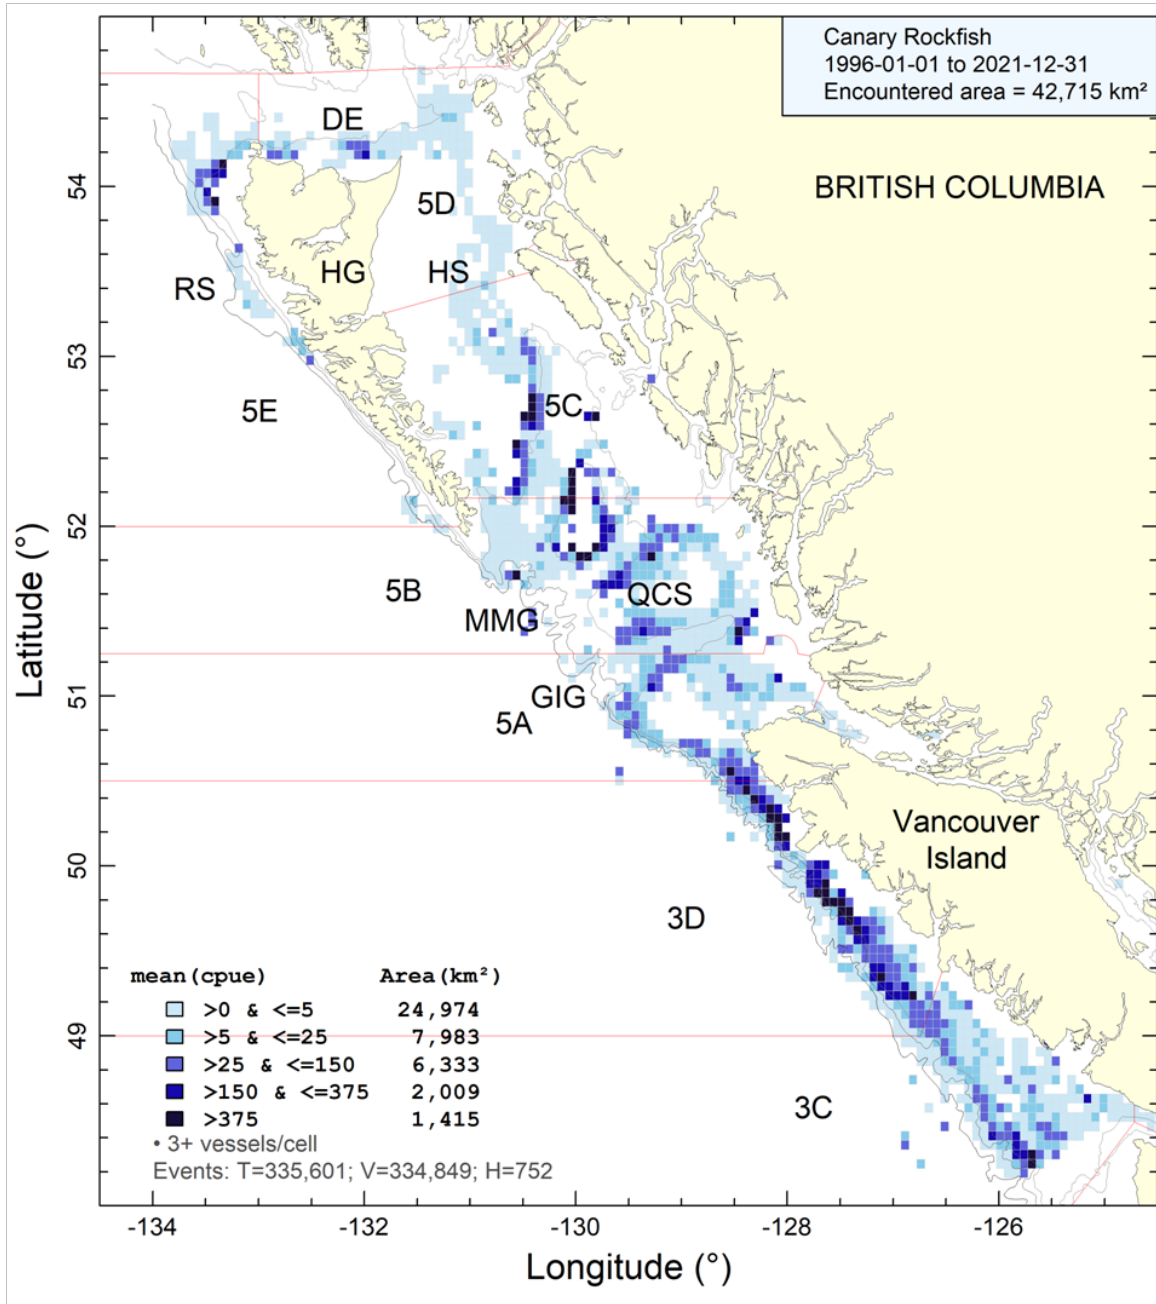 Canary Rockfish
1996-01-01 to 2021-12-31
Encountered area = 42,715 km²
DE
BRITISH COLUMBIA
54
5D
HG
HS
RS
53
5C
5E
52
5B
QCS
MMG
Latitude (°)
51
GIG
5A
Vancouver
Island
50
3D
mean(cpue) Area(km²)
>0 & <=5 24,974
>5 & <=25 7,983
>25 & <=150 6,333
>150 & <=375 2,009
>375 1,415
49
3C
• 3+ vessels/cell
Events: T=335,601; V=334,849; H=752
-134 -132 -130 -128 -126
Longitude (°)